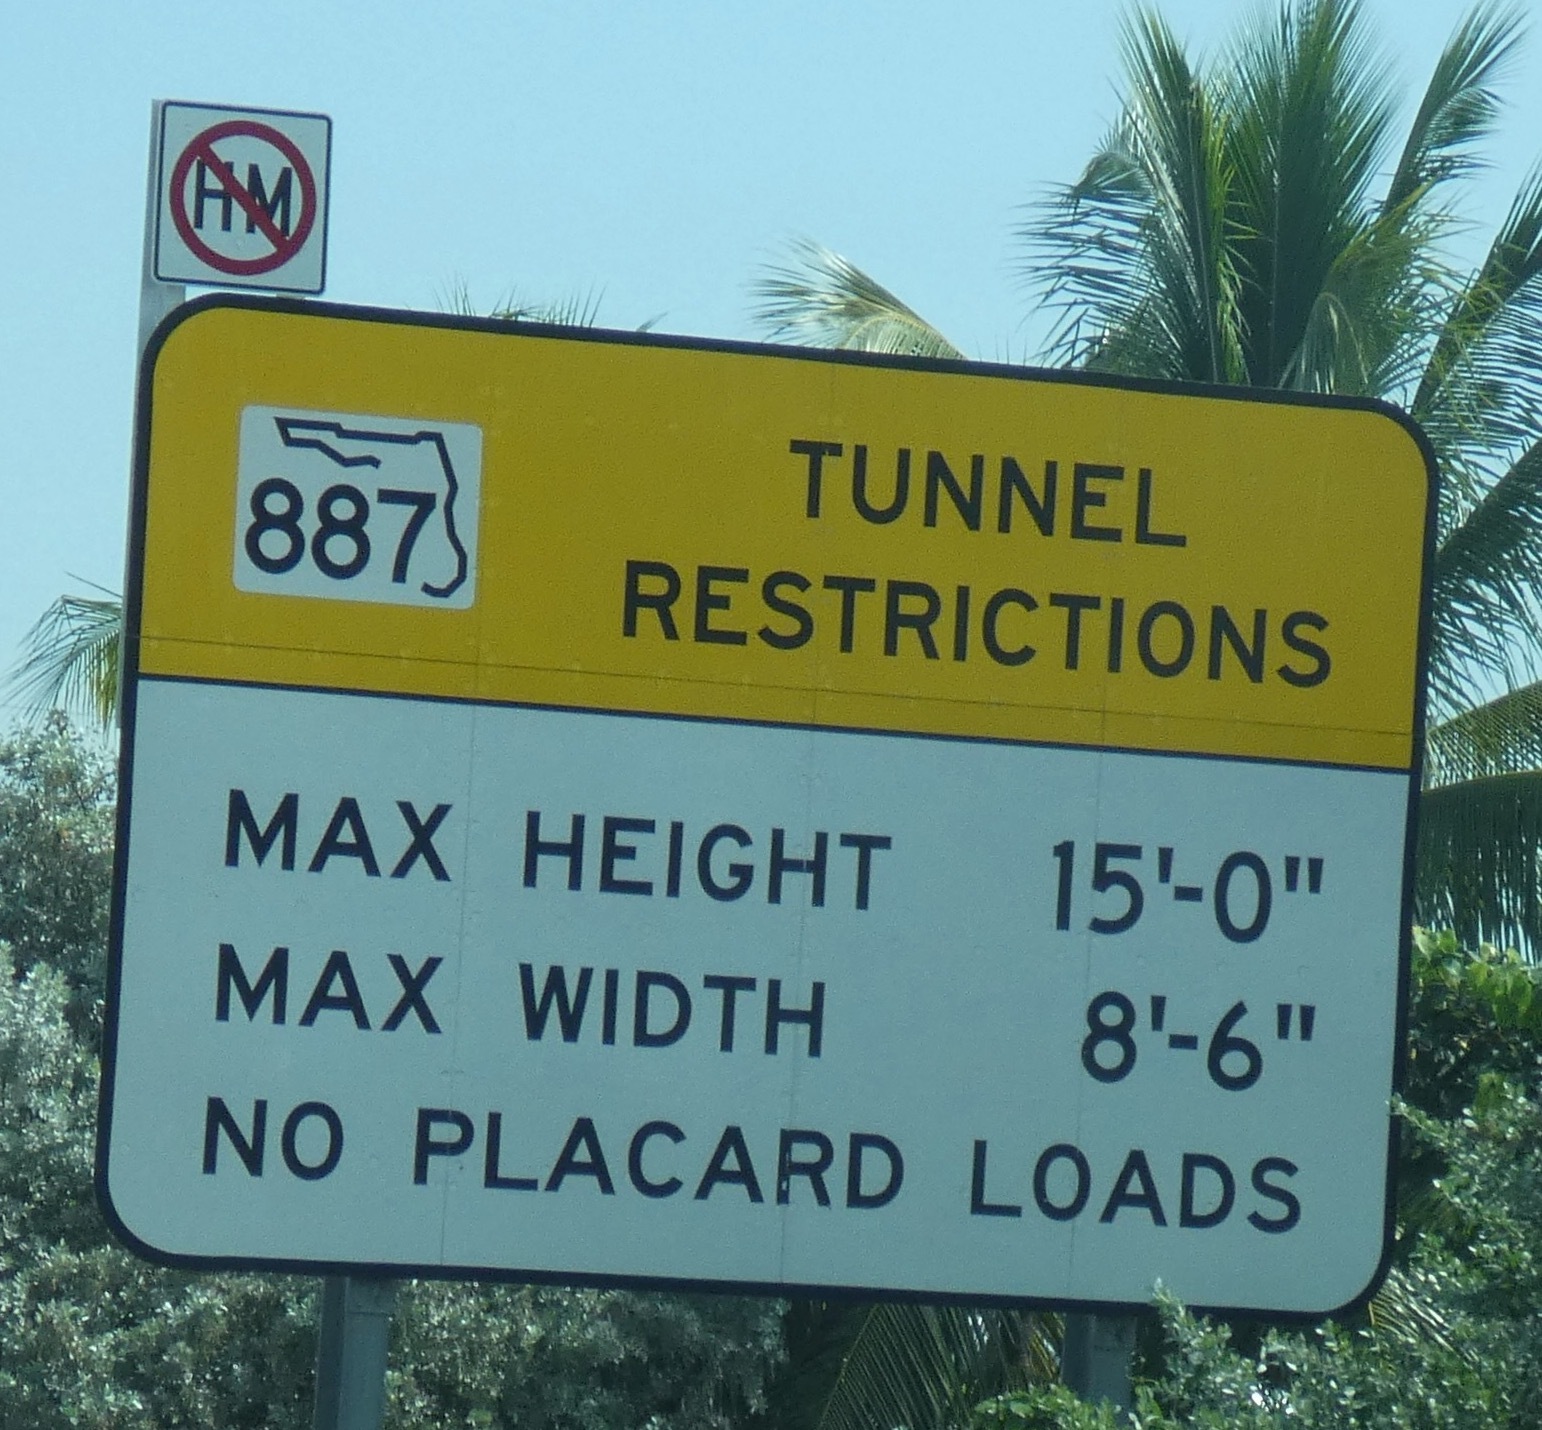 HM
887
TUNNEL
RESTRICTIONS
MAX HEIGHT 15'-0"
MAX WIDTH 8'-6"
NO PLACARD LOADS